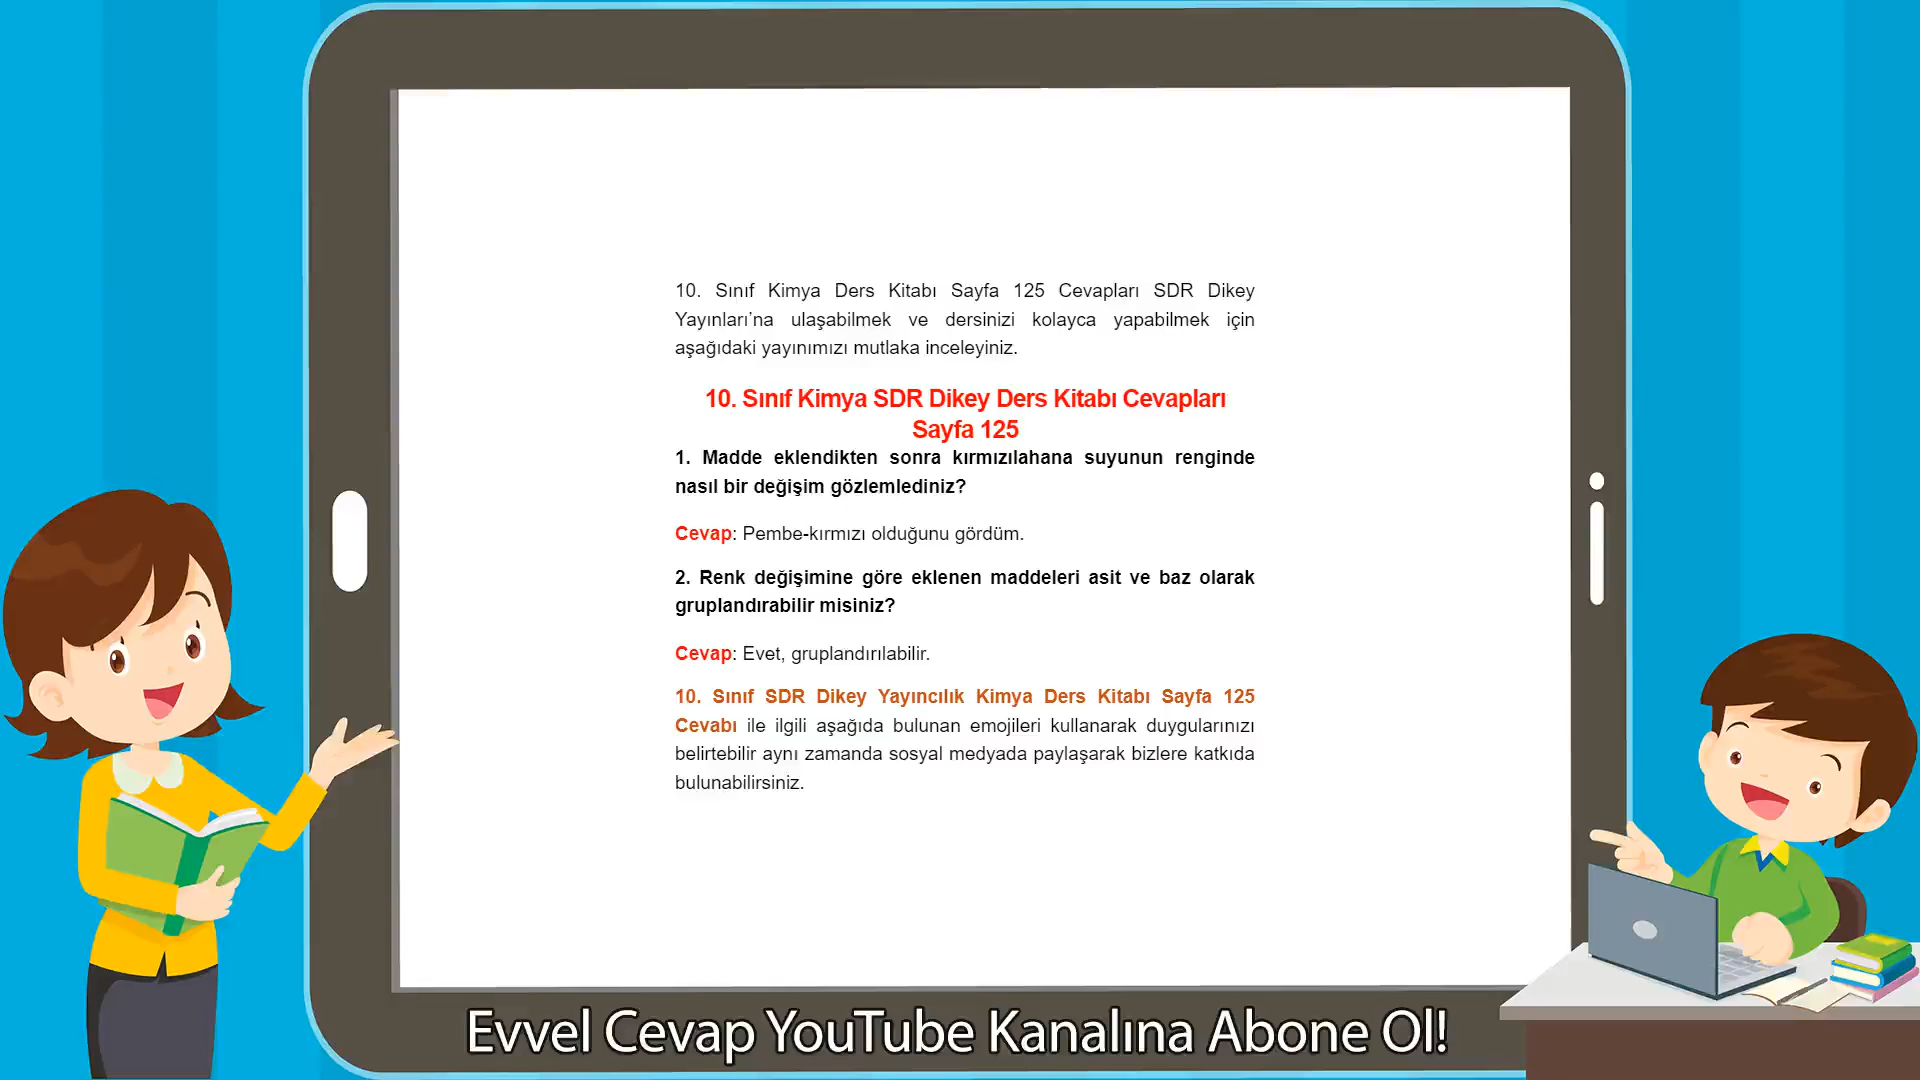 10. Sınıf Kimya Ders Kitabı Sayfa 125 Cevapları SDR Dikey
Yayınları’na ulaşabilmek ve dersinizi kolayca yapabilmek için
aşağıdaki yayınımızı mutlaka inceleyiniz.
10. Sınıf Kimya SDR Dikey Ders Kitabı Cevapları
Sayfa 125
1. Madde eklendikten sonra kırmızılahana suyunun renginde
nasıl bir değişim gözlemlediniz?
Cevap: Pembe-kırmızı olduğunu gördüm.
2. Renk değişimine göre eklenen maddeleri asit ve baz olarak
gruplandırabilir misiniz?
Cevap: Evet, gruplandırılabilir.
10. Sınıf SDR Dikey Yayıncılık Kimya Ders Kitabı Sayfa 125
Cevabı ile ilgili aşağıda bulunan emojileri kullanarak duygularınızı
belirtebilir aynı zamanda sosyal medyada paylaşarak bizlere katkıda
bulunabilirsiniz.
Evvel Cevap YouTube Kanalına Abone Ol!